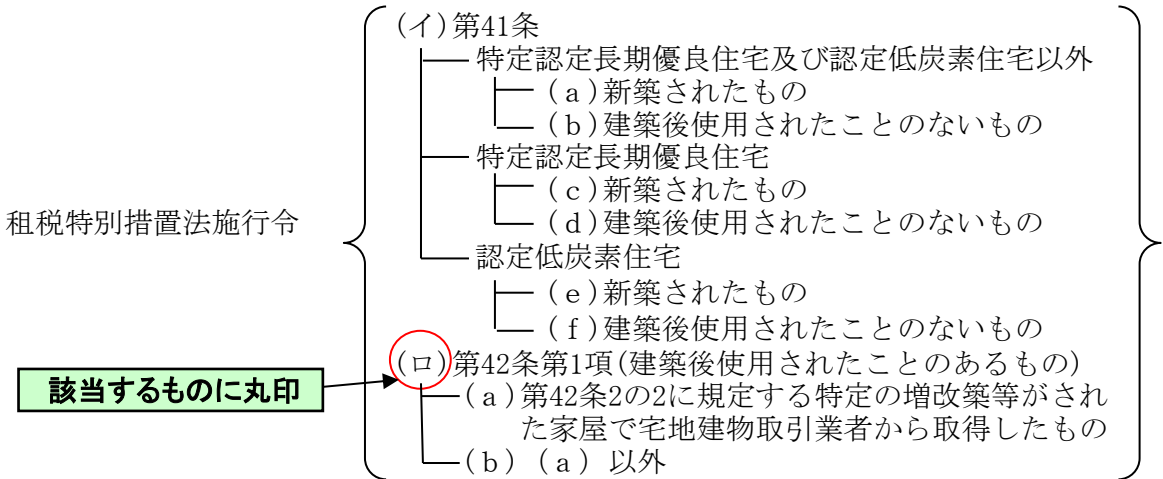 (イ)第41条
特定認定長期優良住宅及び認定低炭素住宅以外
(a)新築されたもの
(b)建築後使用されたことのないもの
特定認定長期優良住宅
(c)新築されたもの
(d)建築後使用されたことのないもの
租税特別措置法施行令
認定低炭素住宅
(e)新築されたもの
(f)建築後使用されたことのないもの
(ロ)第42条第1項(建築後使用されたことのあるもの)
該当するものに丸印
(a)第42条2の2に規定する特定の増改築等がされ
た家屋で宅地建物取引業者から取得したもの
(b)(a)以外